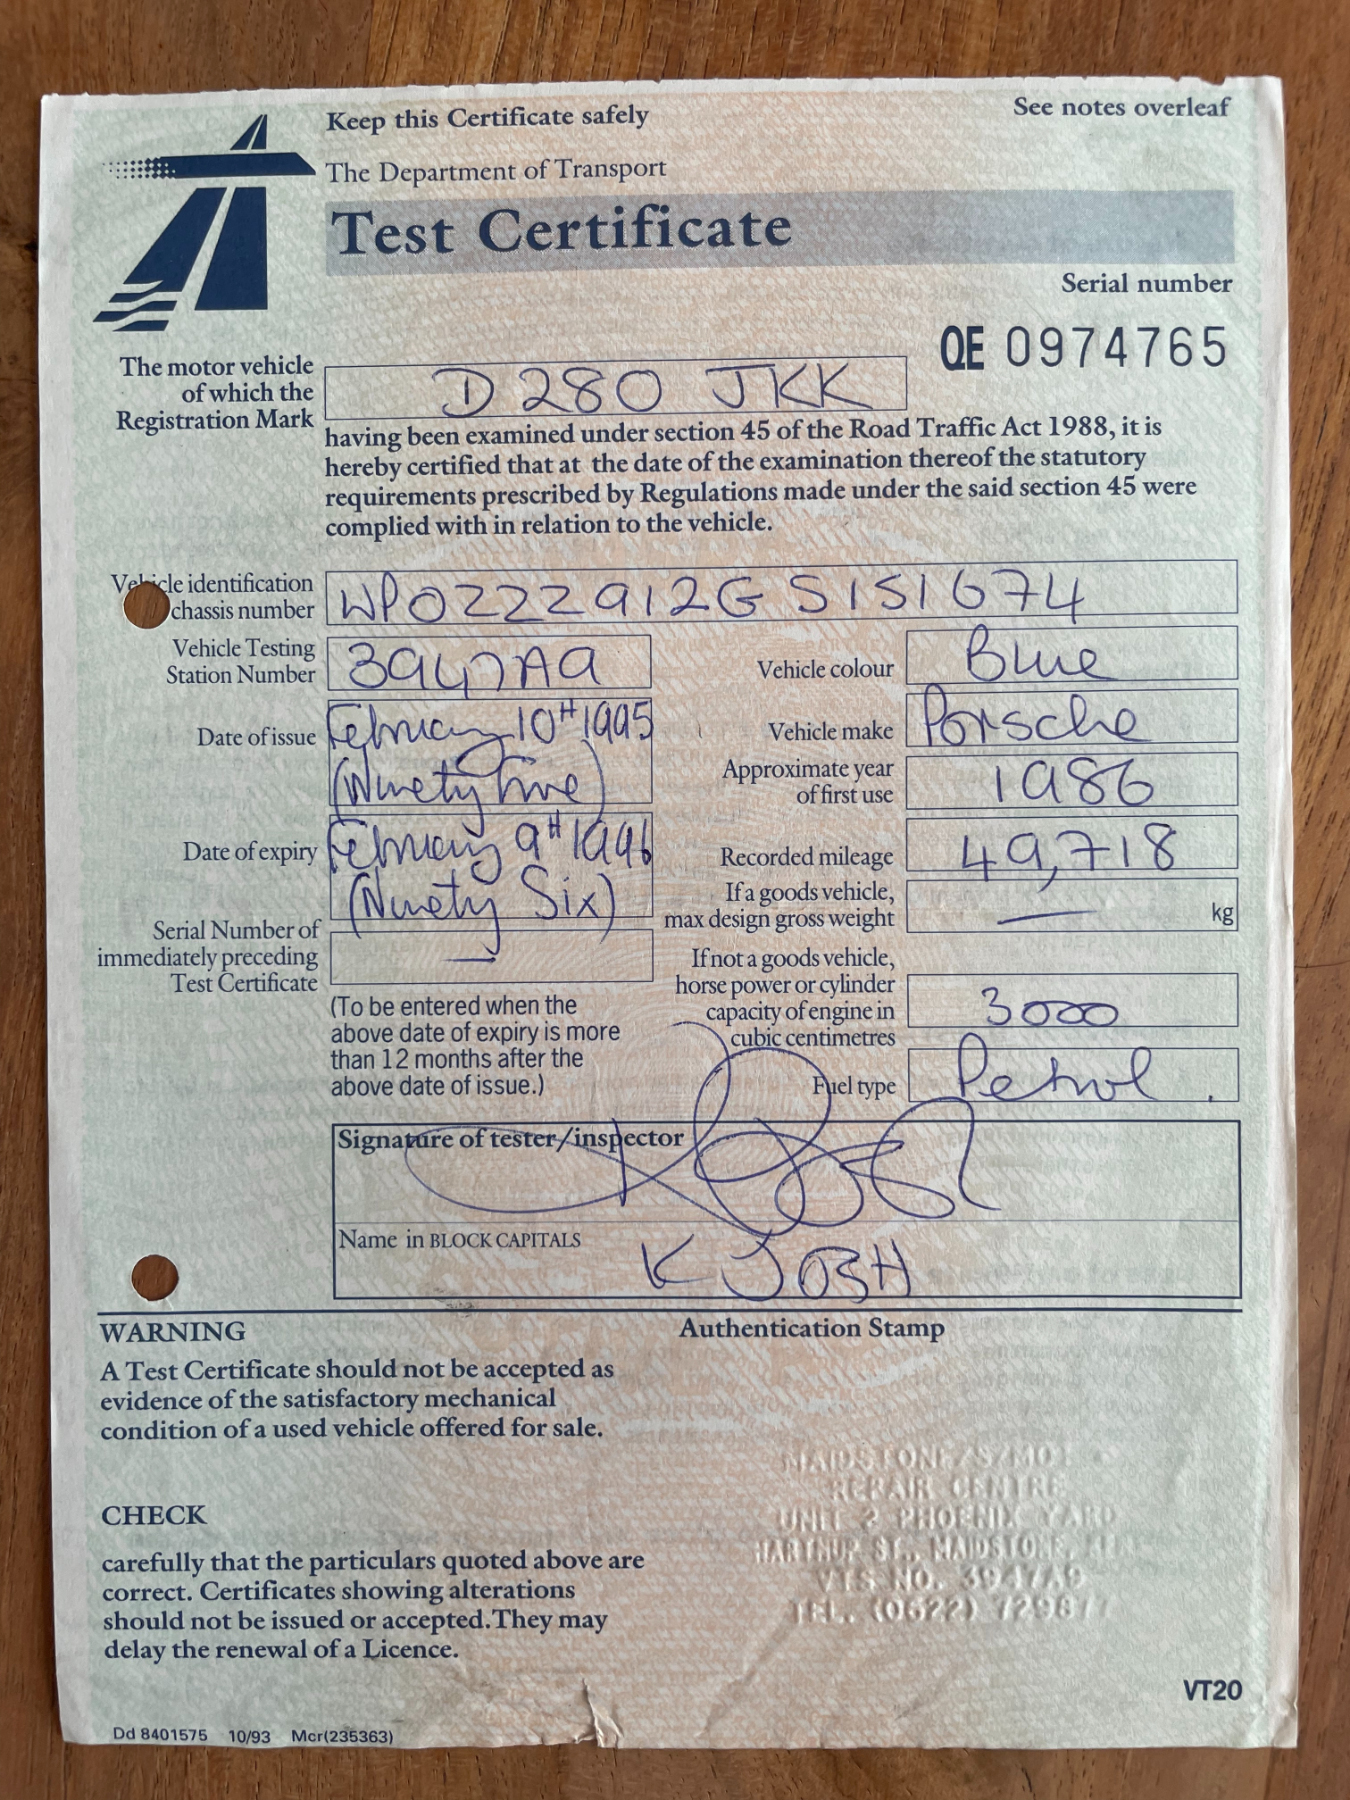 Keep this Certificate safely
See notes overleaf
The Department of Transport
Test Certificate
Serial number
QE 0974765
The motor vehicle
of which the
Registration Mark
D 280 JKK
having been examined under section 45 of the Road Traffic Act 1988, it is
hereby certified that at the date of the examination thereof the statutory
requirements prescribed by Regulations made under the said section 45 were
complied with in relation to the vehicle.
Vehicle identification
chassis number
WP0ZZZ912GS151674
Vehicle Testing
Station Number
3947A9
Vehicle colour
Blue
Date of issue
February 10th 1995
(Ninety Five)
Vehicle make
Porsche
Approximate year
of first use
1986
Date of expiry
February 9th 1996
(Ninety Six)
Recorded mileage
49,718
If a goods vehicle,
max design gross weight
— kg
Serial Number of
immediately preceding
Test Certificate
—
(To be entered when the
above date of expiry is more
than 12 months after the
above date of issue.)
If not a goods vehicle,
horse power or cylinder
capacity of engine in
cubic centimetres
3000
Fuel type
Petrol
Signature of tester/inspector
Name in BLOCK CAPITALS
K JOSH
WARNING
A Test Certificate should not be accepted as
evidence of the satisfactory mechanical
condition of a used vehicle offered for sale.
CHECK
carefully that the particulars quoted above are
correct. Certificates showing alterations
should not be issued or accepted. They may
delay the renewal of a Licence.
Authentication Stamp
MAIDSTONE /S/MOT
REPAIR CENTRE
UNIT 2 PHOENIX YARD
ST., MAIDSTONE,
VTS NO. 3947A9
TEL. (0622)
VT20
Dd 8401575 10/93 Mcr(235363)